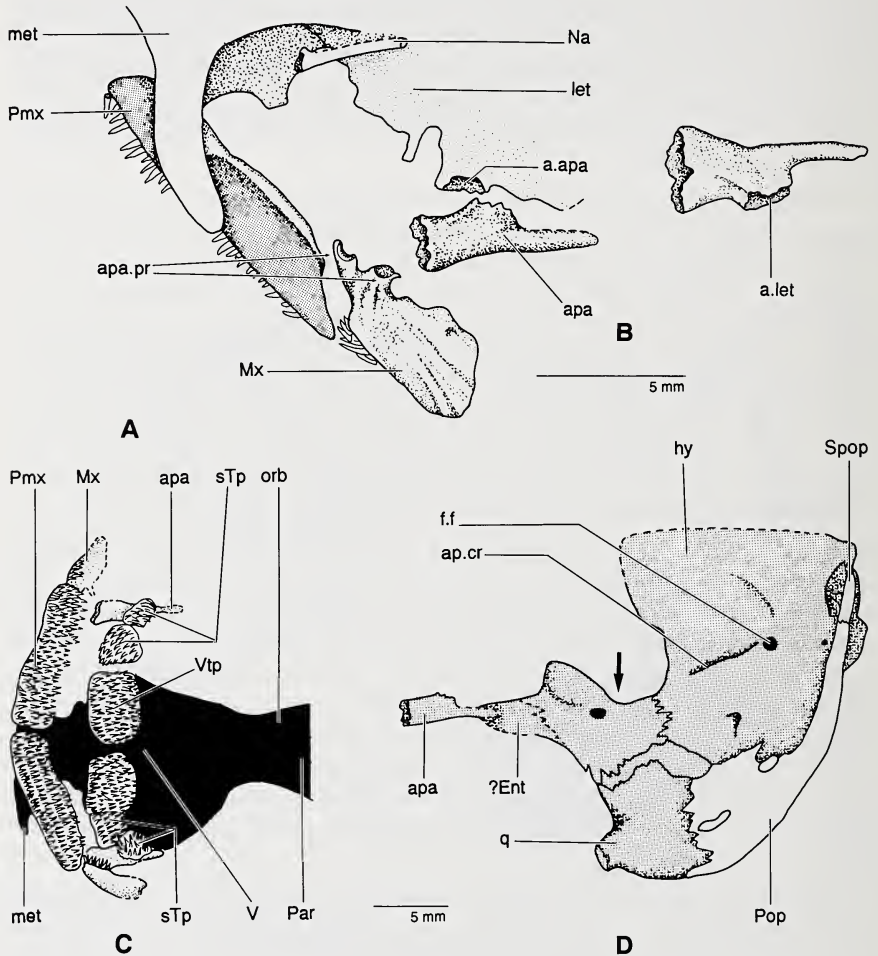 met
Pmx
Na
let
a.apa
apa.pr
apa
a.let
Mx
B
5 mm
A
Pmx Mx apa sTp orb
Vtp
met sTp V Par
C
5 mm
hy Spop
f.f
ap.cr
apa ?Ent
q
Pop
D